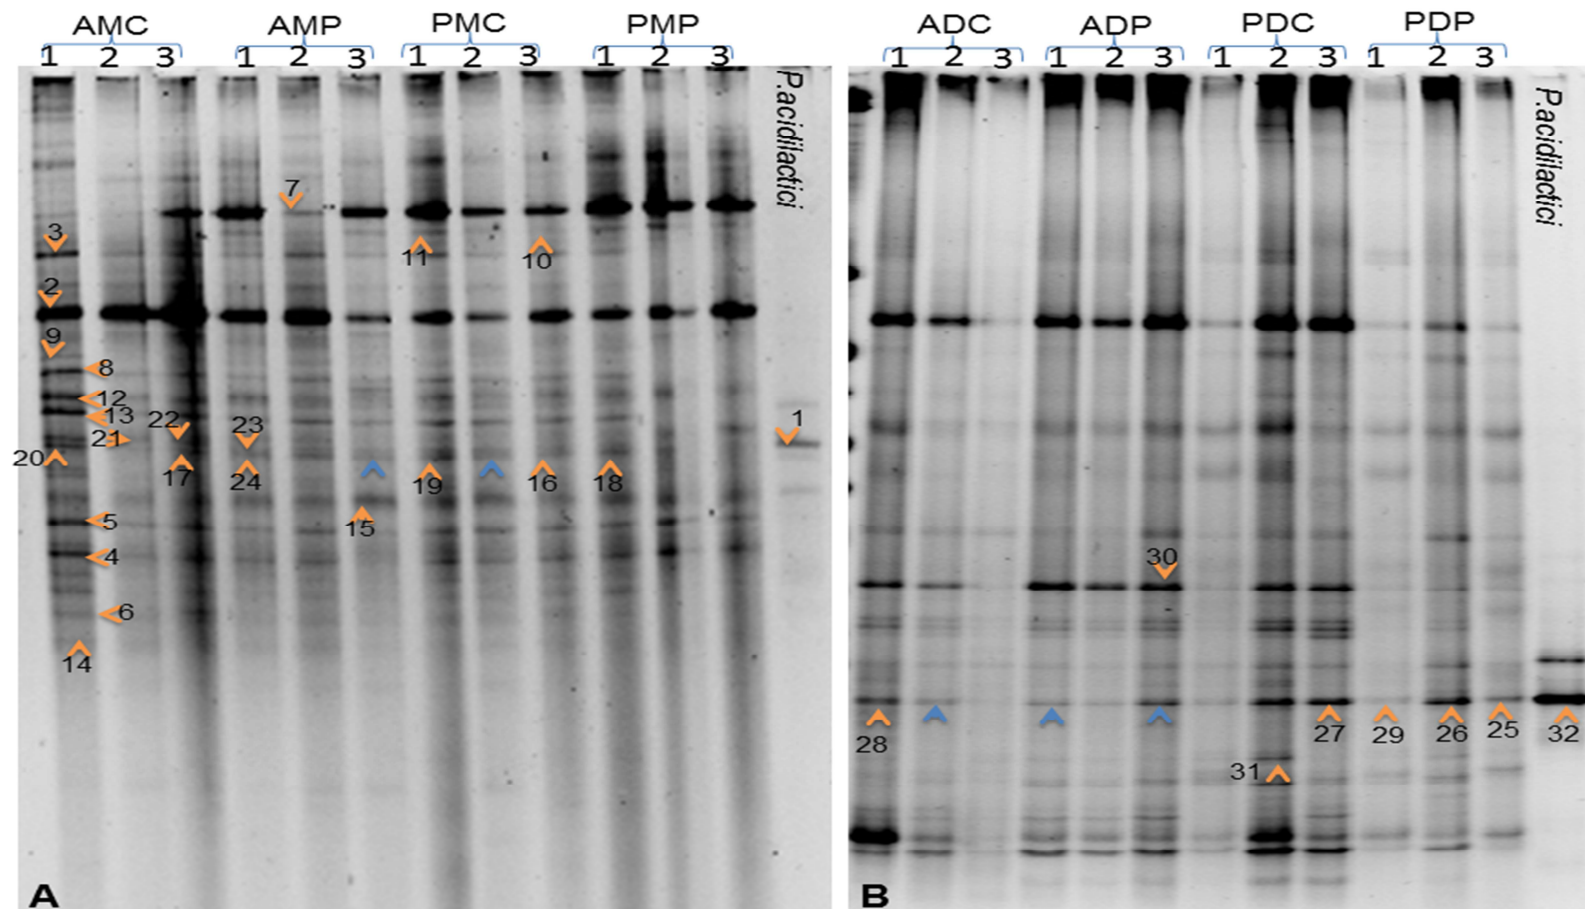 AMC AMP PMC PMP
1 2 3 1 2 3 1 2 3 1 2 3
P.acidilactici
7
3
11 10
2
9
8
12
13 22 23 1
21
20 17 24 19 16 18
15
5
4
6
14
A
ADC ADP PDC PDP
1 2 3 1 2 3 1 2 3 1 2 3
P.acidilactici
30
28 27 29 26 25 32
31
B